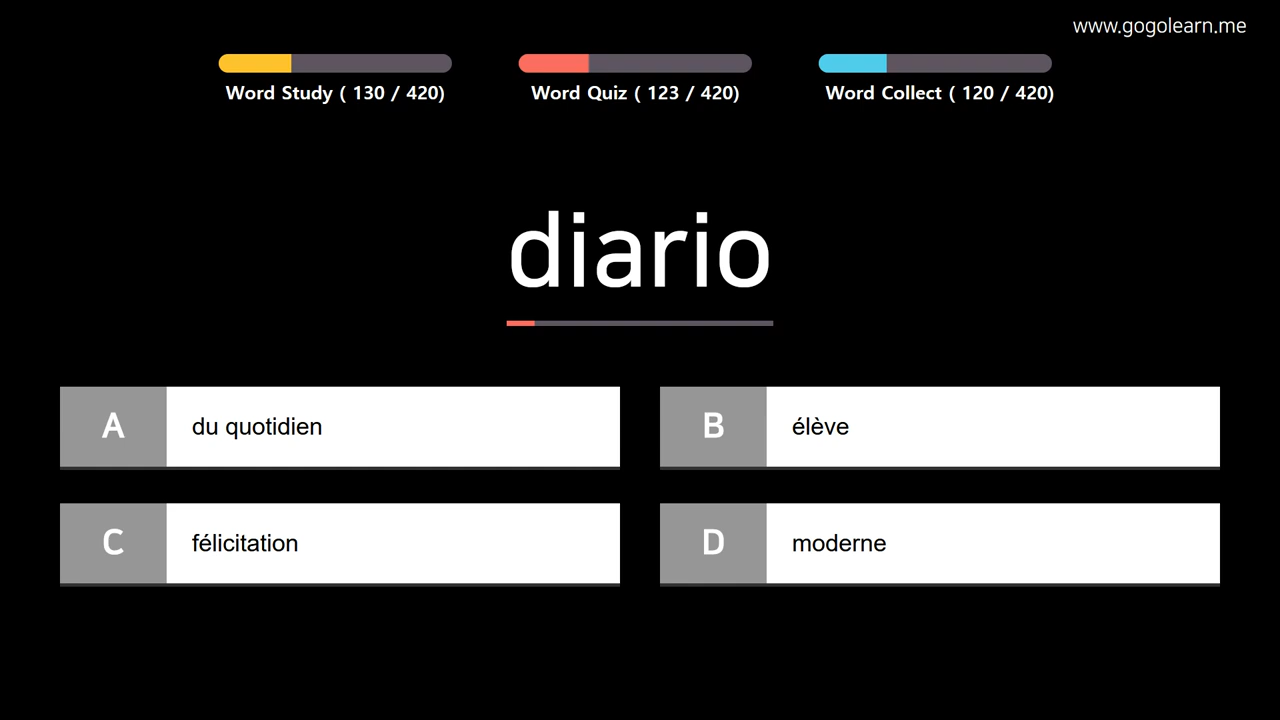 www.gogolearn.me
Word Study ( 130 / 420)
Word Quiz ( 123 / 420)
Word Collect ( 120 / 420)
diario
A du quotidien
B élève
C félicitation
D moderne